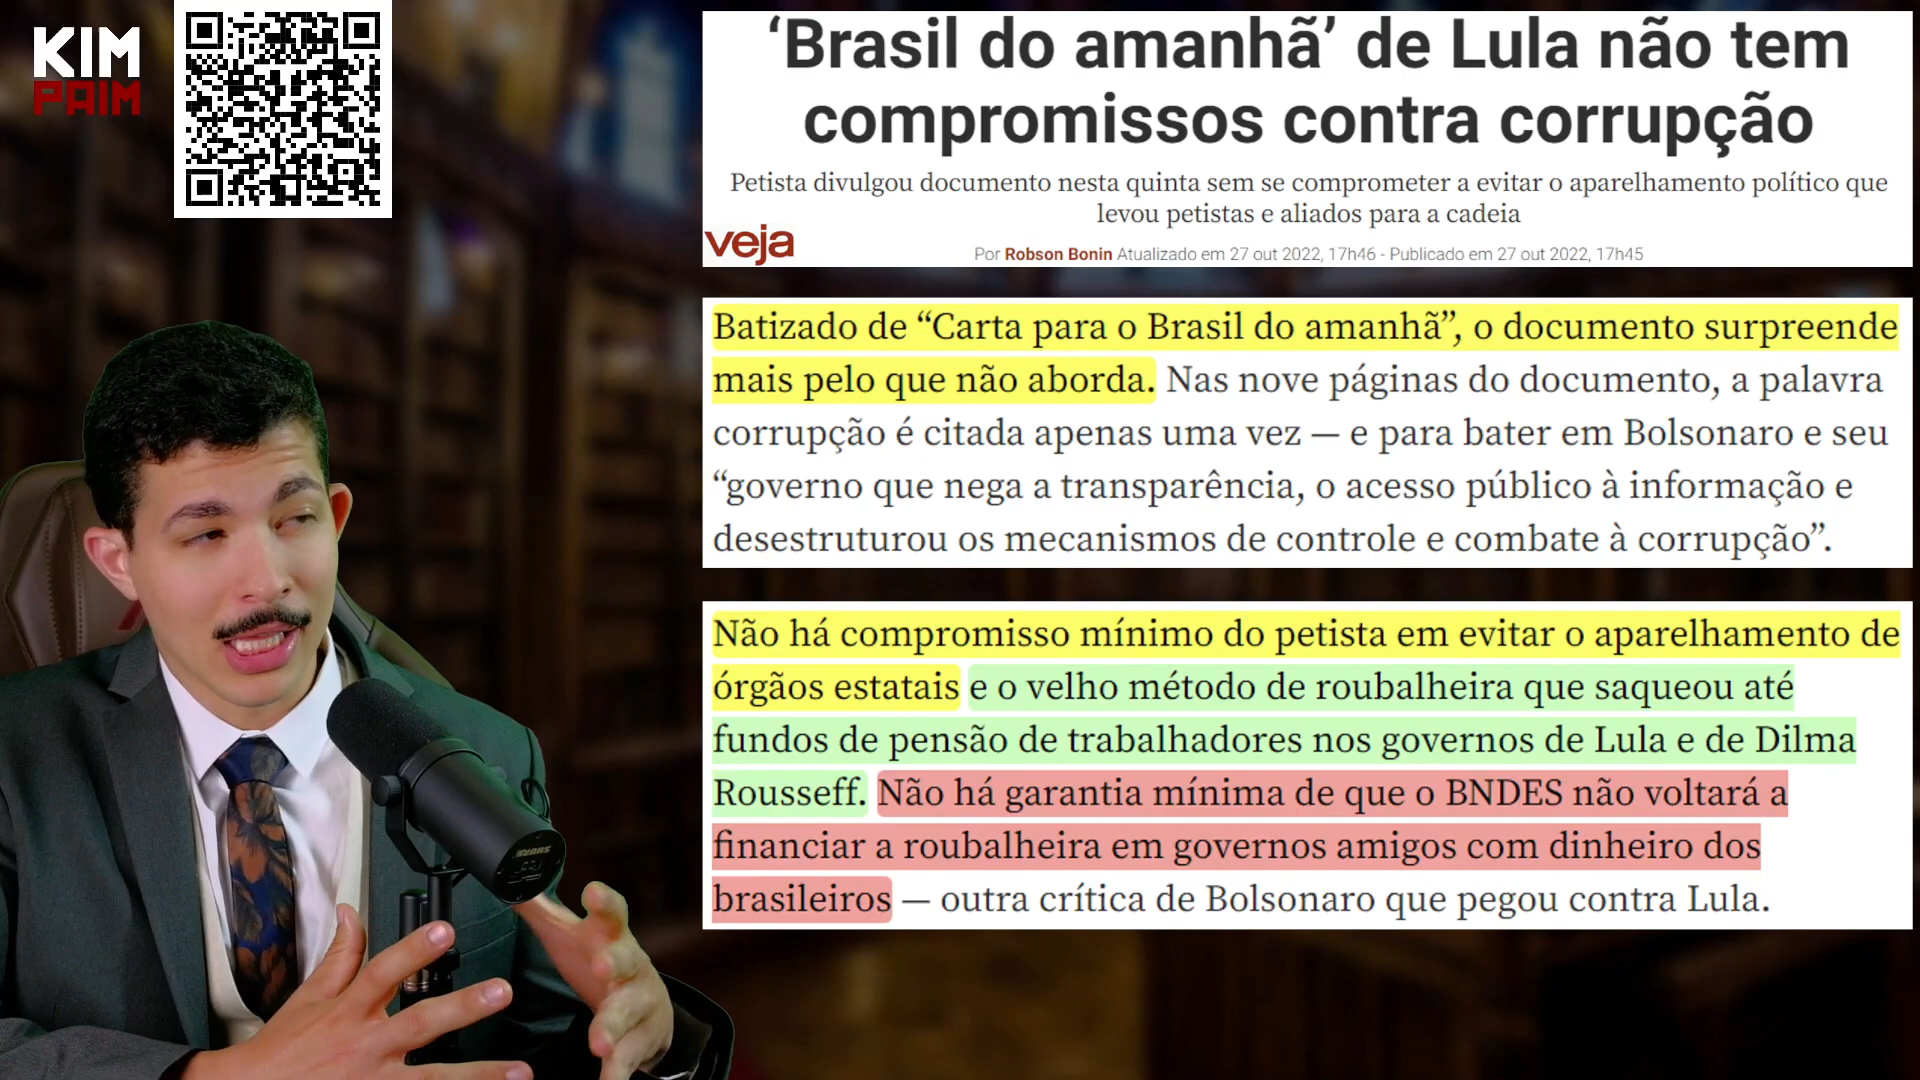 KIM
PAIM
‘Brasil do amanhã’ de Lula não tem
compromissos contra corrupção
Petista divulgou documento nesta quinta sem se comprometer a evitar o aparelhamento político que
levou petistas e aliados para a cadeia
veja
Por Robson Bonin Atualizado em 27 out 2022, 17h46 - Publicado em 27 out 2022, 17h45
Batizado de “Carta para o Brasil do amanhã”, o documento surpreende
mais pelo que não aborda. Nas nove páginas do documento, a palavra
corrupção é citada apenas uma vez — e para bater em Bolsonaro e seu
“governo que nega a transparência, o acesso público à informação e
desestruturou os mecanismos de controle e combate à corrupção”.
Não há compromisso mínimo do petista em evitar o aparelhamento de
órgãos estatais e o velho método de roubalheira que saqueou até
fundos de pensão de trabalhadores nos governos de Lula e de Dilma
Rousseff. Não há garantia mínima de que o BNDES não voltará a
financiar a roubalheira em governos amigos com dinheiro dos
brasileiros — outra crítica de Bolsonaro que pegou contra Lula.
SHURE